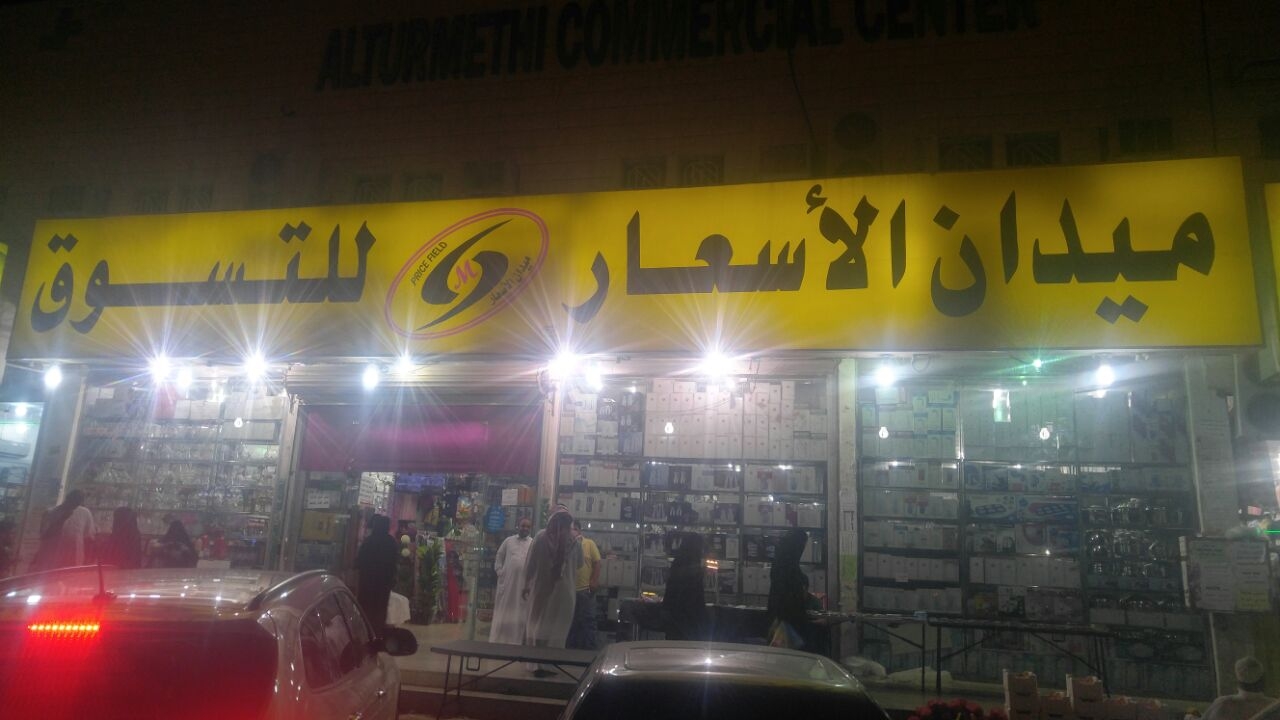 ALTURMETHI COMMERCIAL CENTER
ميدان الأسعار للتسوق
PRICE FIELD
M
ميدان الأسعار